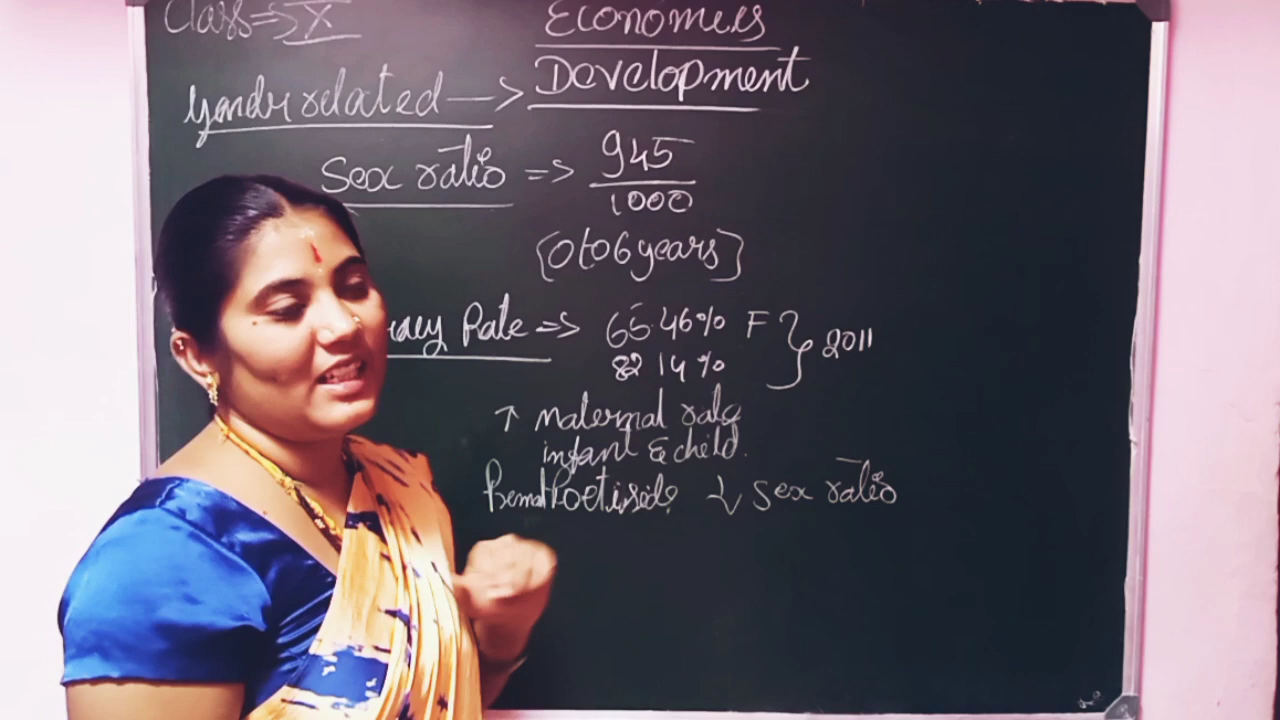 Class => X
Economics
Development
Gender related —>
Sex ratio => 945
1000
{0 to 6 years}
racy Rate => 65.46% F } 2011
82 14%
↑ maternal rate
infant & child.
↓ Sex ratio